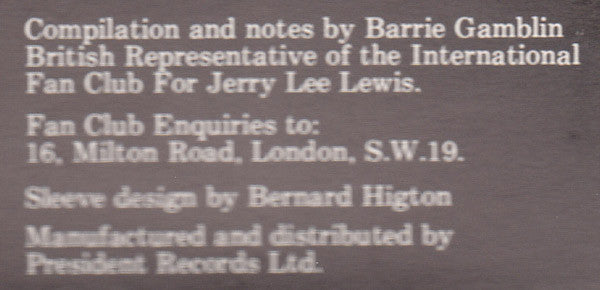 Compilation and notes by Barrie Gamblin
British Representative of the International
Fan Club For Jerry Lee Lewis.
Fan Club Enquiries to:
16, Milton Road, London, S.W.19.
Sleeve design by Bernard Higton
Manufactured and distributed by
President Records Ltd.